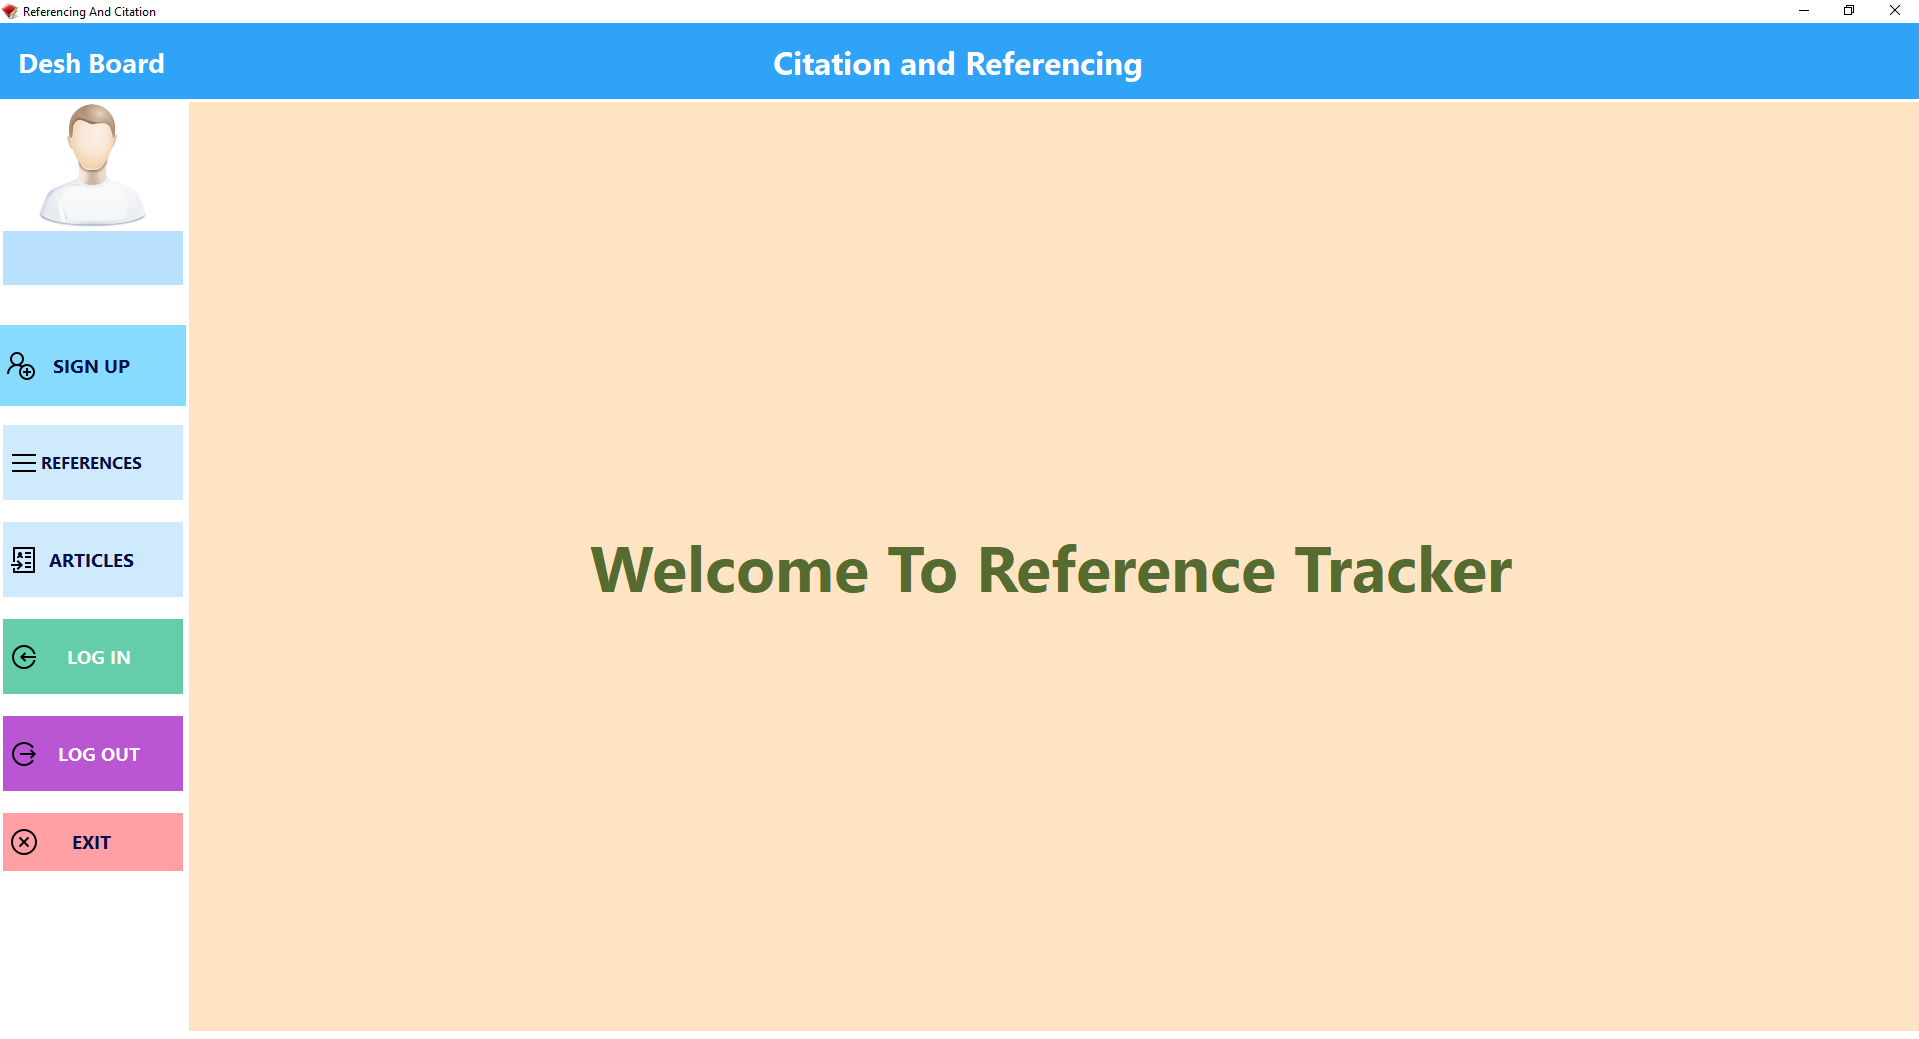 Referencing And Citation
Desh Board
Citation and Referencing
SIGN UP
REFERENCES
ARTICLES
LOG IN
LOG OUT
EXIT
Welcome To Reference Tracker